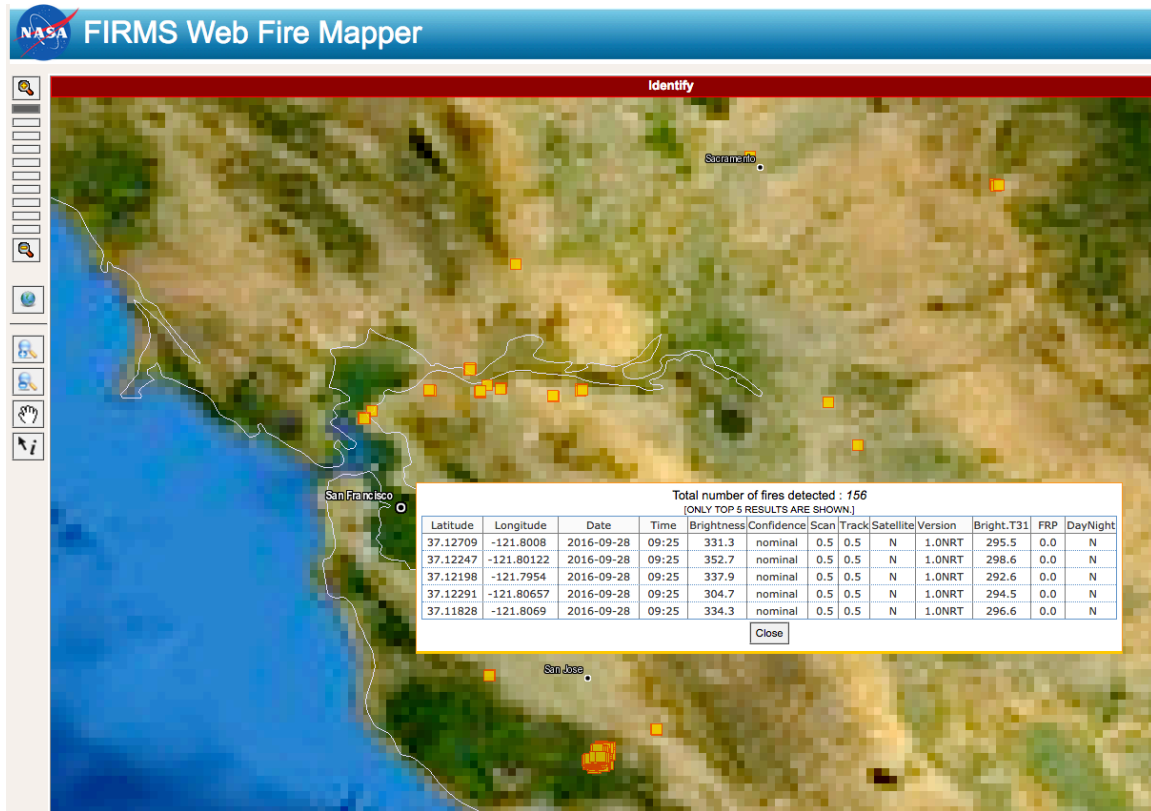 NASA FIRMS Web Fire Mapper
Identify
Sacramento
San Francisco
Total number of fires detected : 156
[ONLY TOP 5 RESULTS ARE SHOWN.]
Latitude Longitude Date Time Brightness Confidence Scan Track Satellite Version Bright.T31 FRP DayNight
37.12709 -121.8008 2016-09-28 09:25 331.3 nominal 0.5 0.5 N 1.0NRT 295.5 0.0 N
37.12247 -121.80122 2016-09-28 09:25 352.7 nominal 0.5 0.5 N 1.0NRT 298.6 0.0 N
37.12198 -121.7954 2016-09-28 09:25 337.9 nominal 0.5 0.5 N 1.0NRT 292.6 0.0 N
37.12291 -121.80657 2016-09-28 09:25 304.7 nominal 0.5 0.5 N 1.0NRT 294.5 0.0 N
37.11828 -121.8069 2016-09-28 09:25 334.3 nominal 0.5 0.5 N 1.0NRT 296.6 0.0 N
Close
San Jose